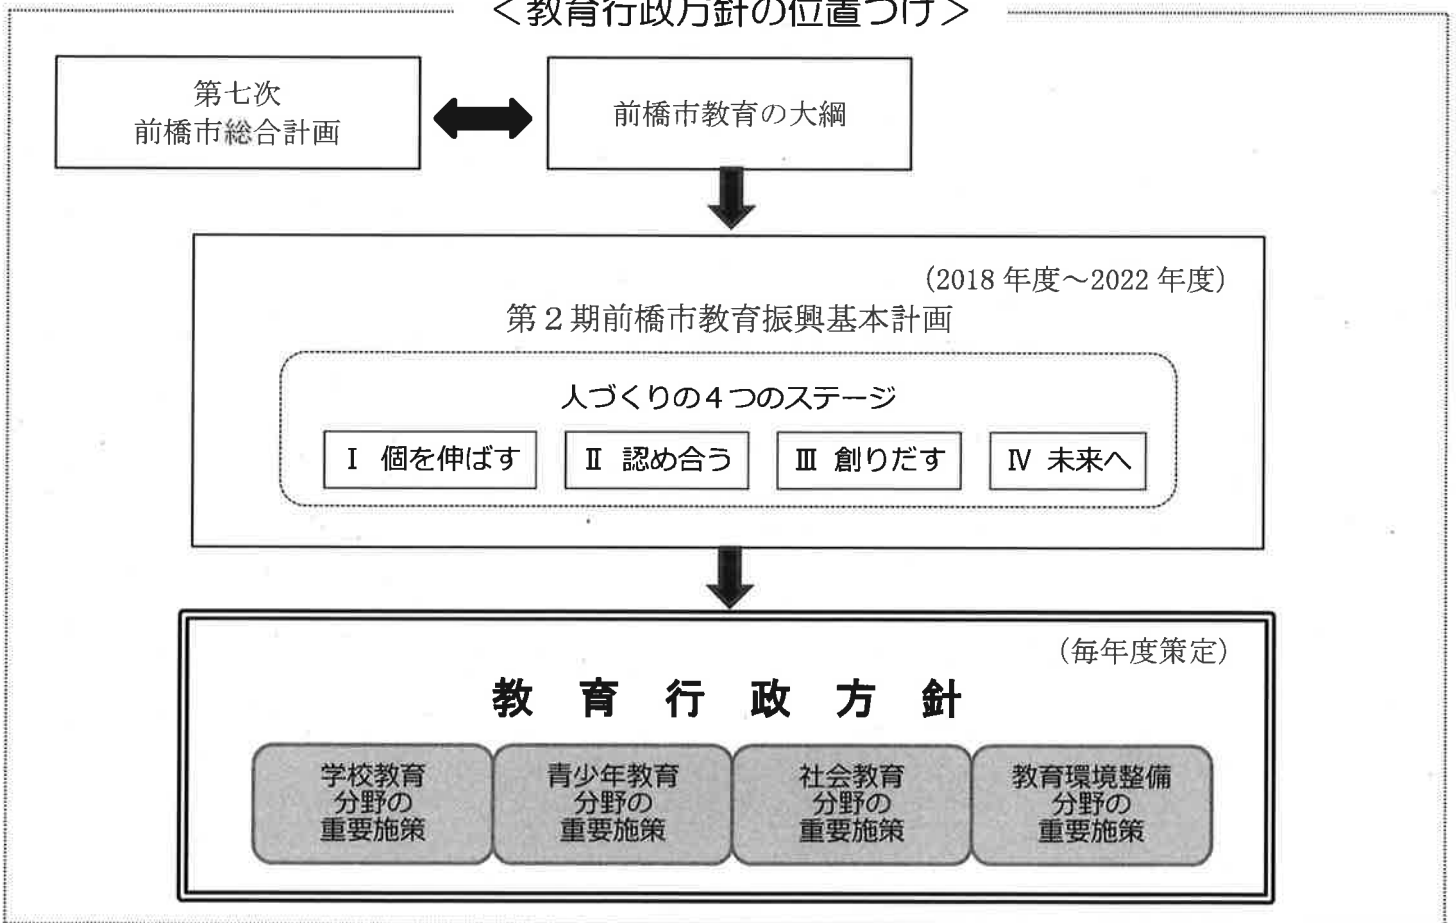 ＜教育行政方針の位置づけ＞
第七次
前橋市総合計画
前橋市教育の大綱
（2018 年度～2022 年度）
第２期前橋市教育振興基本計画
人づくりの４つのステージ
Ⅰ 個を伸ばす
Ⅱ 認め合う
Ⅲ 創りだす
Ⅳ 未来へ
（毎年度策定）
教 育 行 政 方 針
学校教育
分野の
重要施策
青少年教育
分野の
重要施策
社会教育
分野の
重要施策
教育環境整備
分野の
重要施策